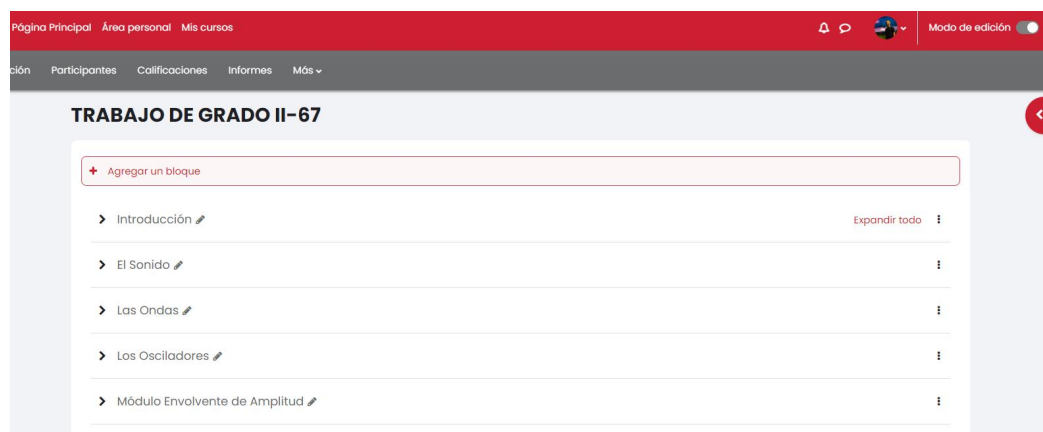 Página Principal Área personal Mis cursos Modo de edición
ción Participantes Calificaciones Informes Más
TRABAJO DE GRADO II-67
+ Agregar un bloque
Introducción Expandir todo
El Sonido
Las Ondas
Los Osciladores
Módulo Envolvente de Amplitud